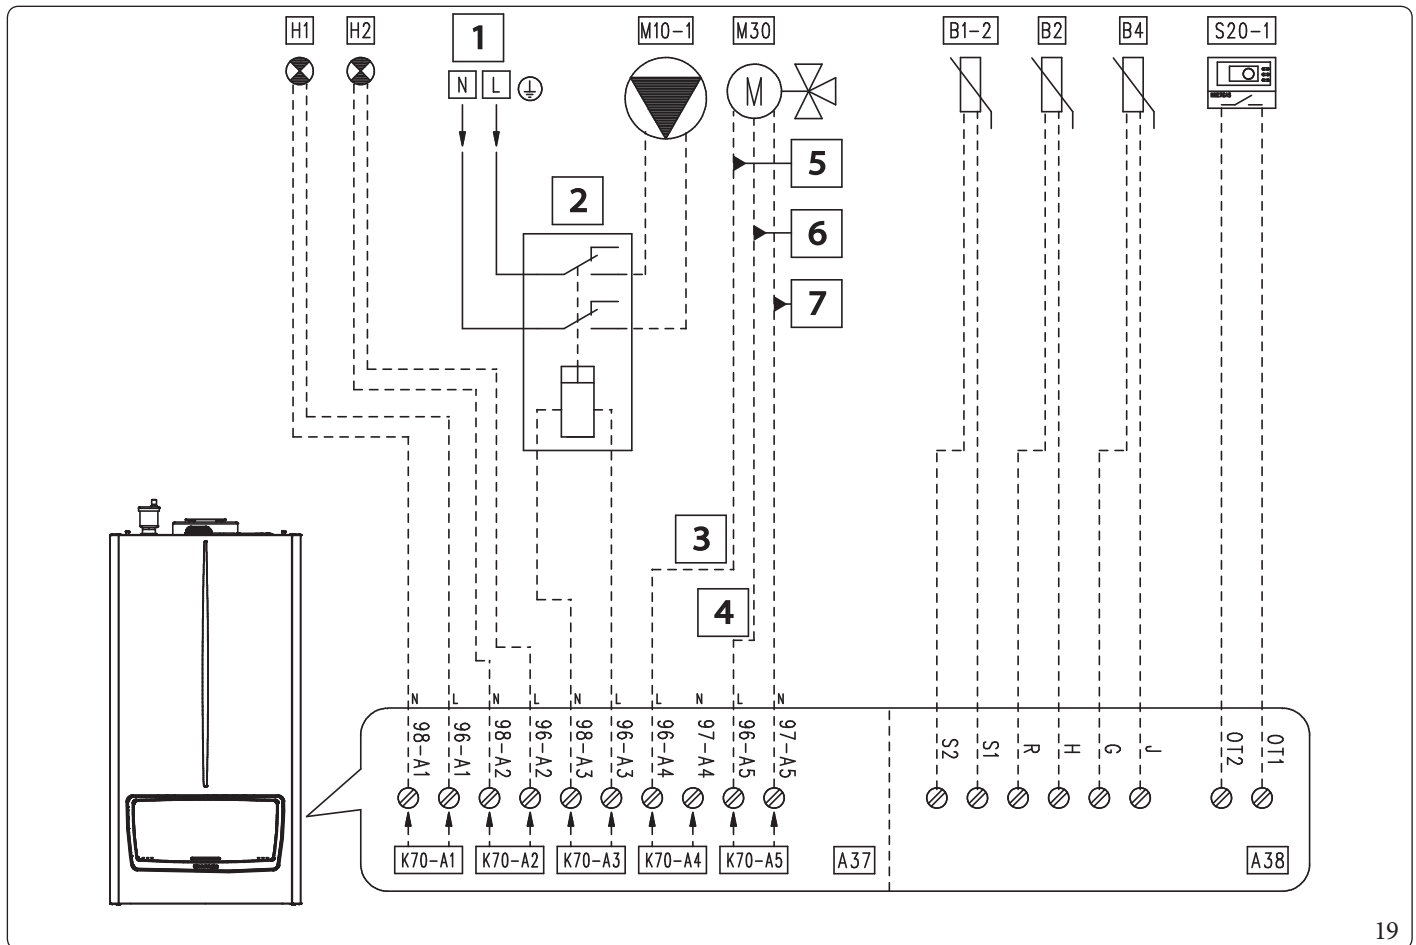 H1 H2 1 M10-1 M30 B1-2 B2 B4 S20-1
N L
M
5
2
6
7
3
4
N L N L N L L N L N
98-A1 96-A1 98-A2 96-A2 98-A3 96-A3 96-A4 97-A4 96-A5 97-A5 S2 S1 R H G J OT2 OT1
K70-A1 K70-A2 K70-A3 K70-A4 K70-A5 A37 A38
19